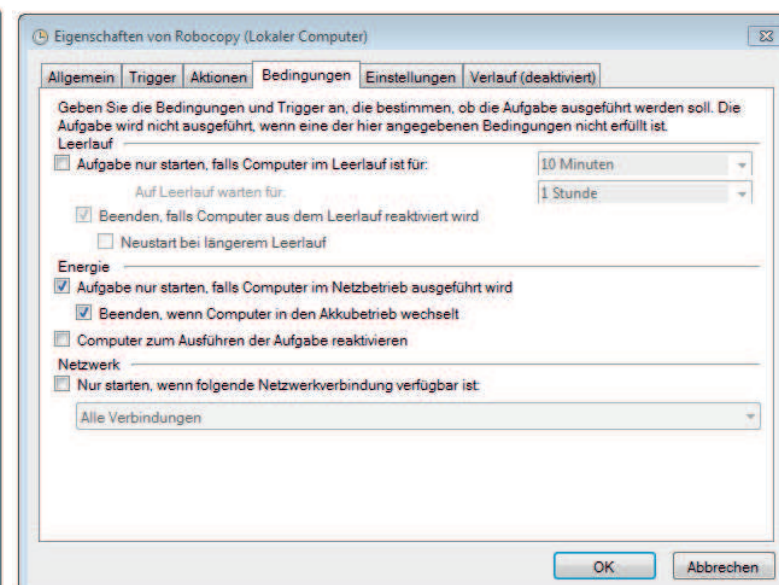 Eigenschaften von Robocopy (Lokaler Computer)
Allgemein Trigger Aktionen Bedingungen Einstellungen Verlauf (deaktiviert)
Geben Sie die Bedingungen und Trigger an, die bestimmen, ob die Aufgabe ausgeführt werden soll. Die
Aufgabe wird nicht ausgeführt, wenn eine der hier angegebenen Bedingungen nicht erfüllt ist.
Leerlauf
Aufgabe nur starten, falls Computer im Leerlauf ist für: 10 Minuten
Auf Leerlauf warten für: 1 Stunde
Beenden, falls Computer aus dem Leerlauf reaktiviert wird
Neustart bei längerem Leerlauf
Energie
Aufgabe nur starten, falls Computer im Netzbetrieb ausgeführt wird
Beenden, wenn Computer in den Akkubetrieb wechselt
Computer zum Ausführen der Aufgabe reaktivieren
Netzwerk
Nur starten, wenn folgende Netzwerkverbindung verfügbar ist:
Alle Verbindungen
OK Abbrechen